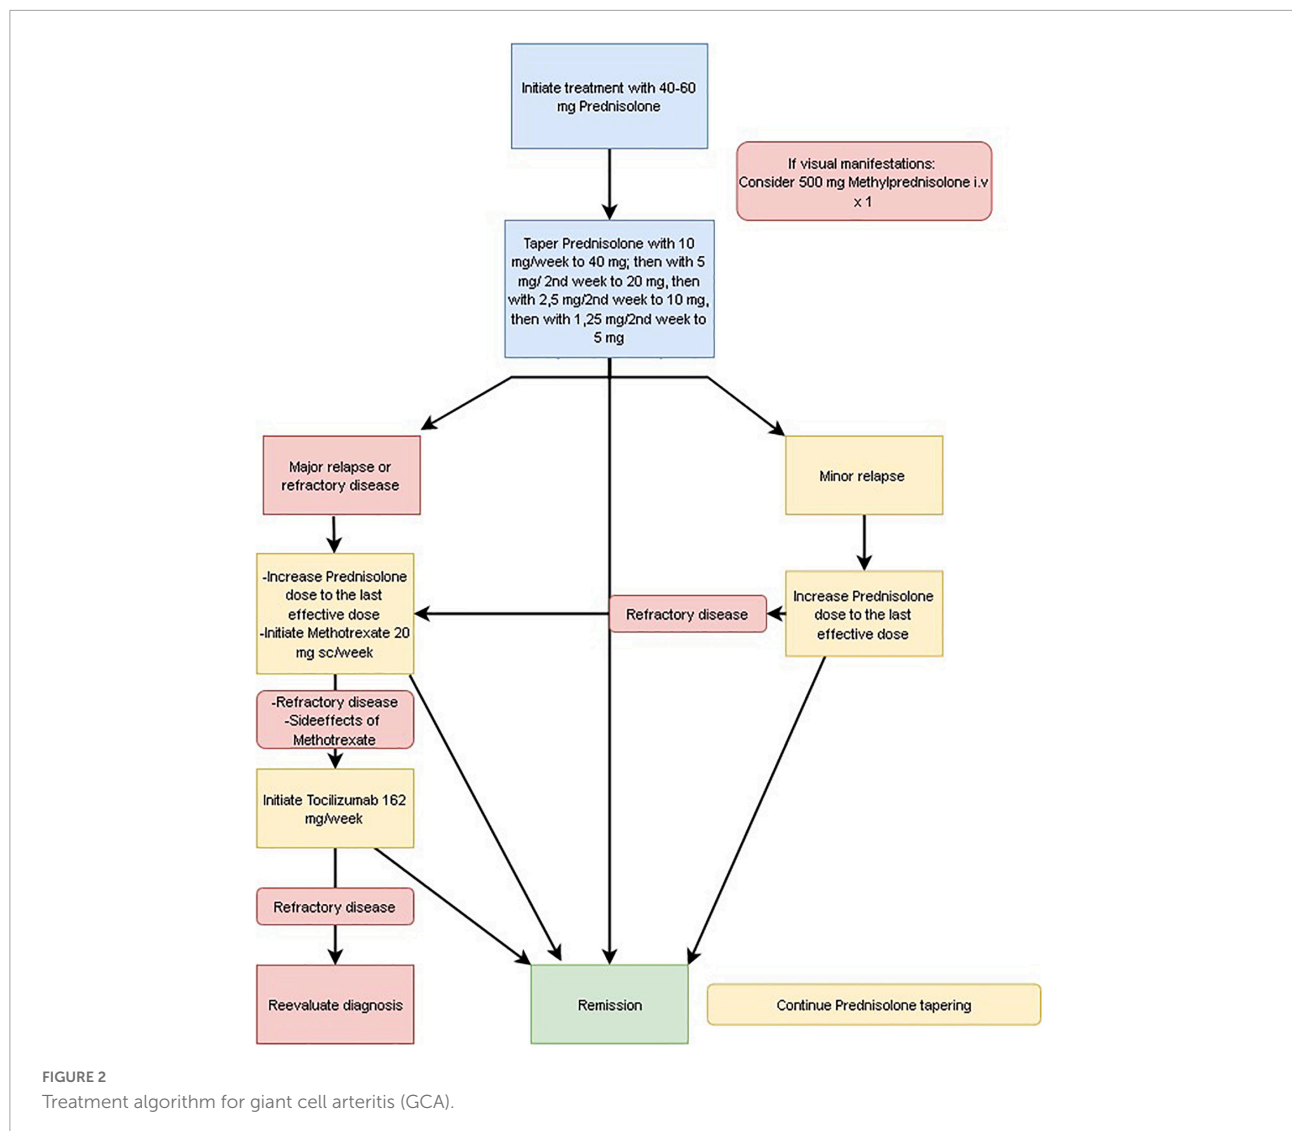 Initiate treatment with 40-60
mg Prednisolone
If visual manifestations:
Consider 500 mg Methylprednisolone i.v
x 1
Taper Prednisolone with 10
mg/week to 40 mg; then with 5
mg/ 2nd week to 20 mg, then
with 2,5 mg/2nd week to 10 mg,
then with 1,25 mg/2nd week to
5 mg
Major relapse or
refractory disease
Minor relapse
-Increase Prednisolone
dose to the last
effective dose
-Initiate Methotrexate 20
mg sc/week
Refractory disease
Increase Prednisolone
dose to the last
effective dose
-Refractory disease
-Sideeffects of
Methotrexate
Initiate Tocilizumab 162
mg/week
Refractory disease
Reevaluate diagnosis
Remission
Continue Prednisolone tapering
FIGURE 2
Treatment algorithm for giant cell arteritis (GCA).